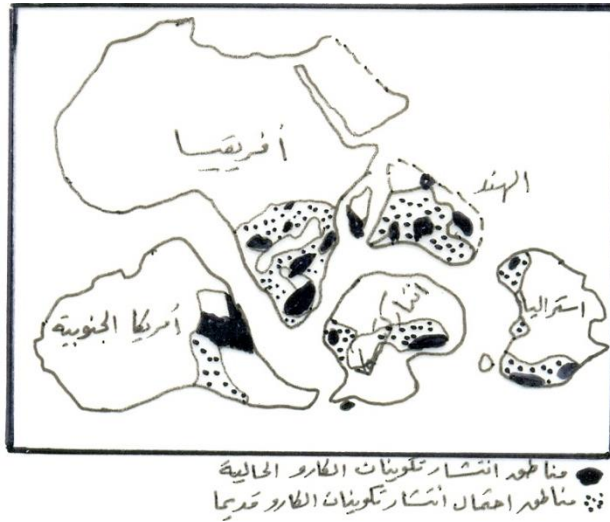 أفريقيا
الهند
أمريكا الجنوبية
استراليا
مناطق انتشار تكوينات الكارو الحالية
مناطق احتمال انتشار تكوينات الكارو قديما